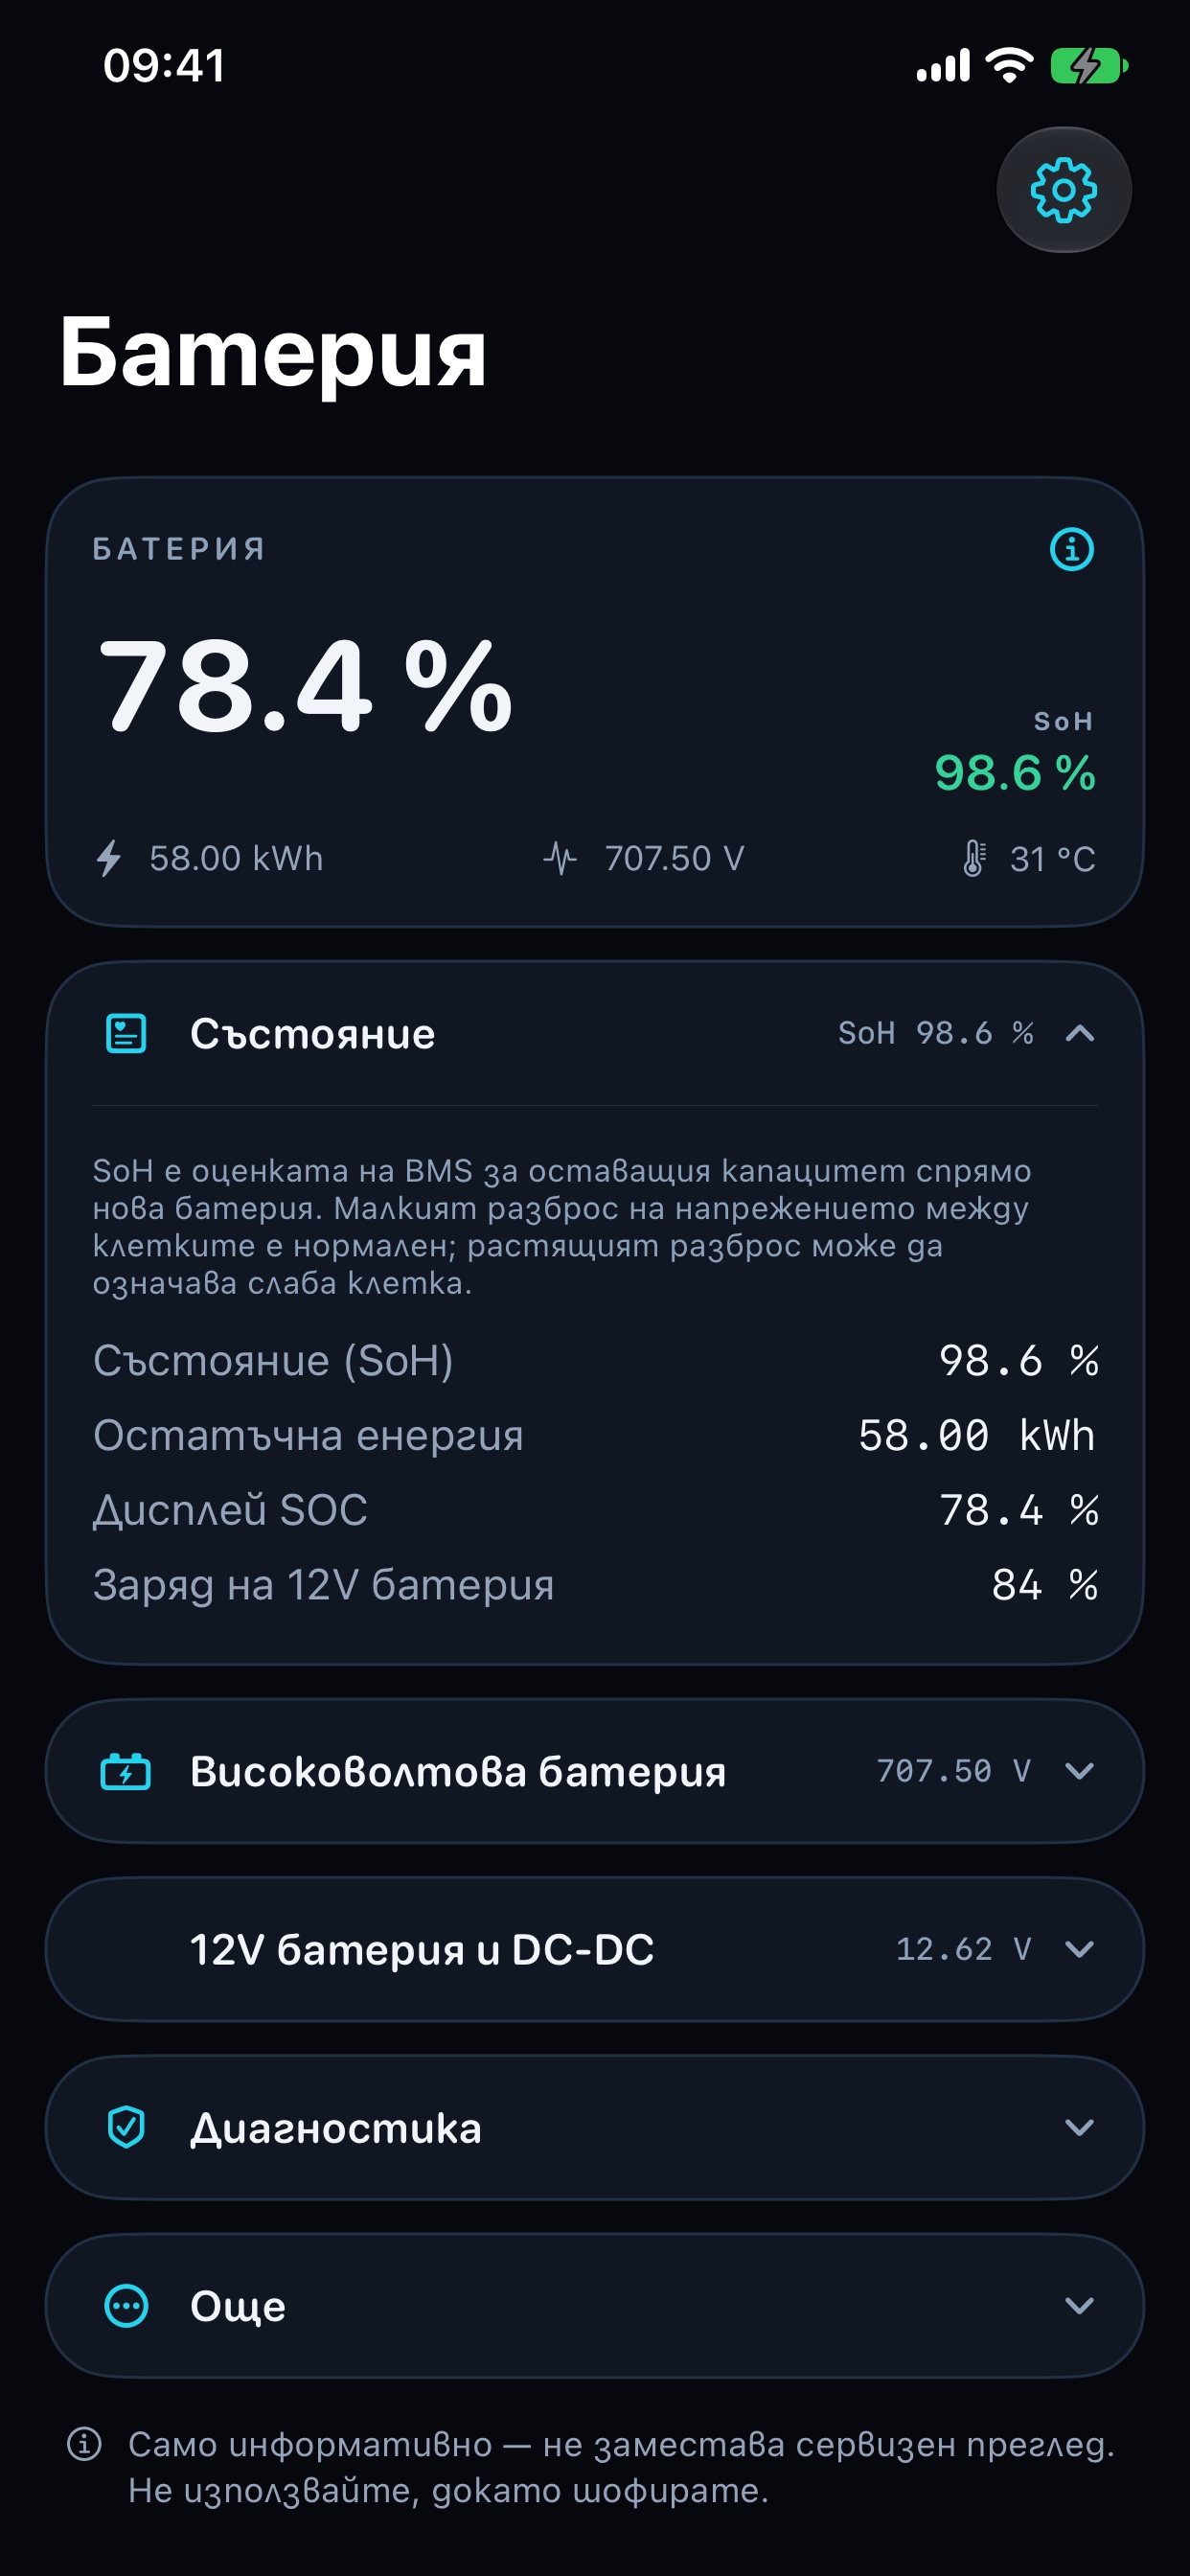 09:41
Батерия
БАТЕРИЯ
78.4 %
SoH
98.6 %
58.00 kWh 707.50 V 31 °C
Състояние SoH 98.6 %
SoH е оценката на BMS за оставащия капацитет спрямо
нова батерия. Малкият разброс на напрежението между
клетките е нормален; растящият разброс може да
означава слаба клетка.
Състояние (SoH) 98.6 %
Остатъчна енергия 58.00 kWh
Дисплей SOC 78.4 %
Заряд на 12V батерия 84 %
Високоволтова батерия 707.50 V
12V батерия и DC-DC 12.62 V
Диагностика
Още
Само информативно — не замества сервизен преглед.
Не използвайте, докато шофирате.